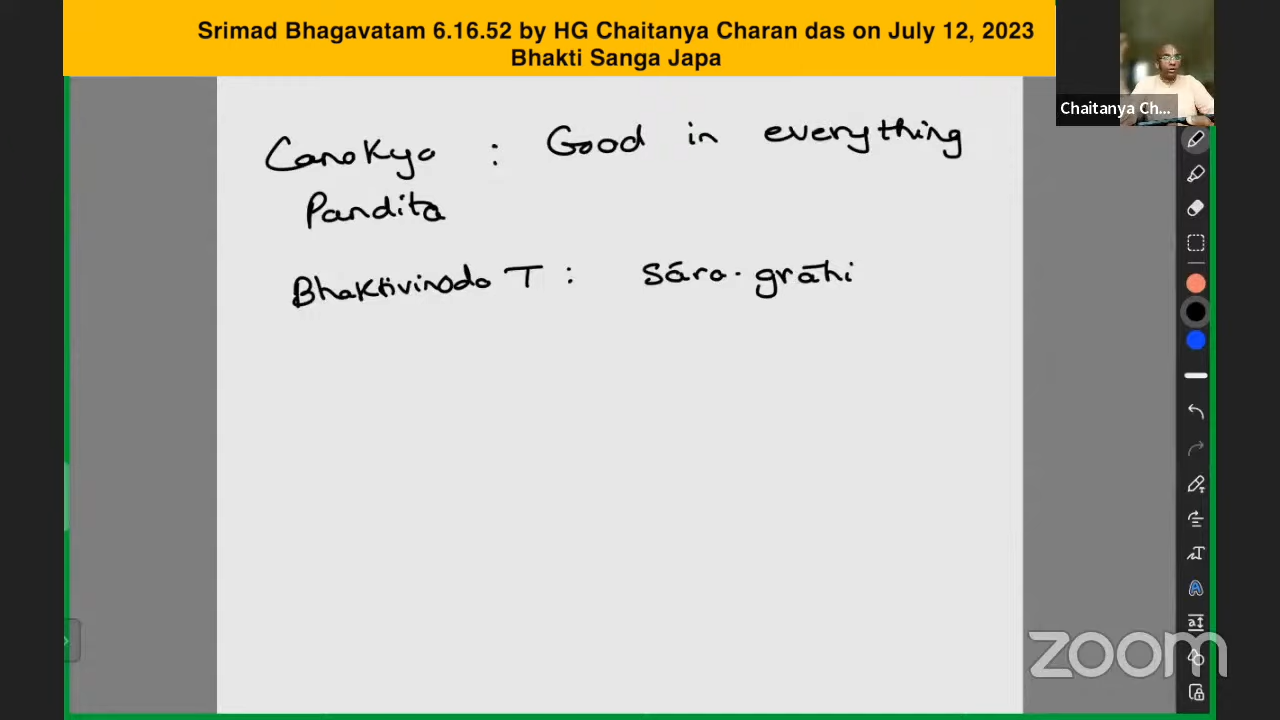 Srimad Bhagavatam 6.16.52 by HG Chaitanya Charan das on July 12, 2023
Bhakti Sanga Japa
Chaitanya Ch...
Canakya : Good in everything
Pandita
Bhaktivinoda T : Sāra-grāhi
zoom